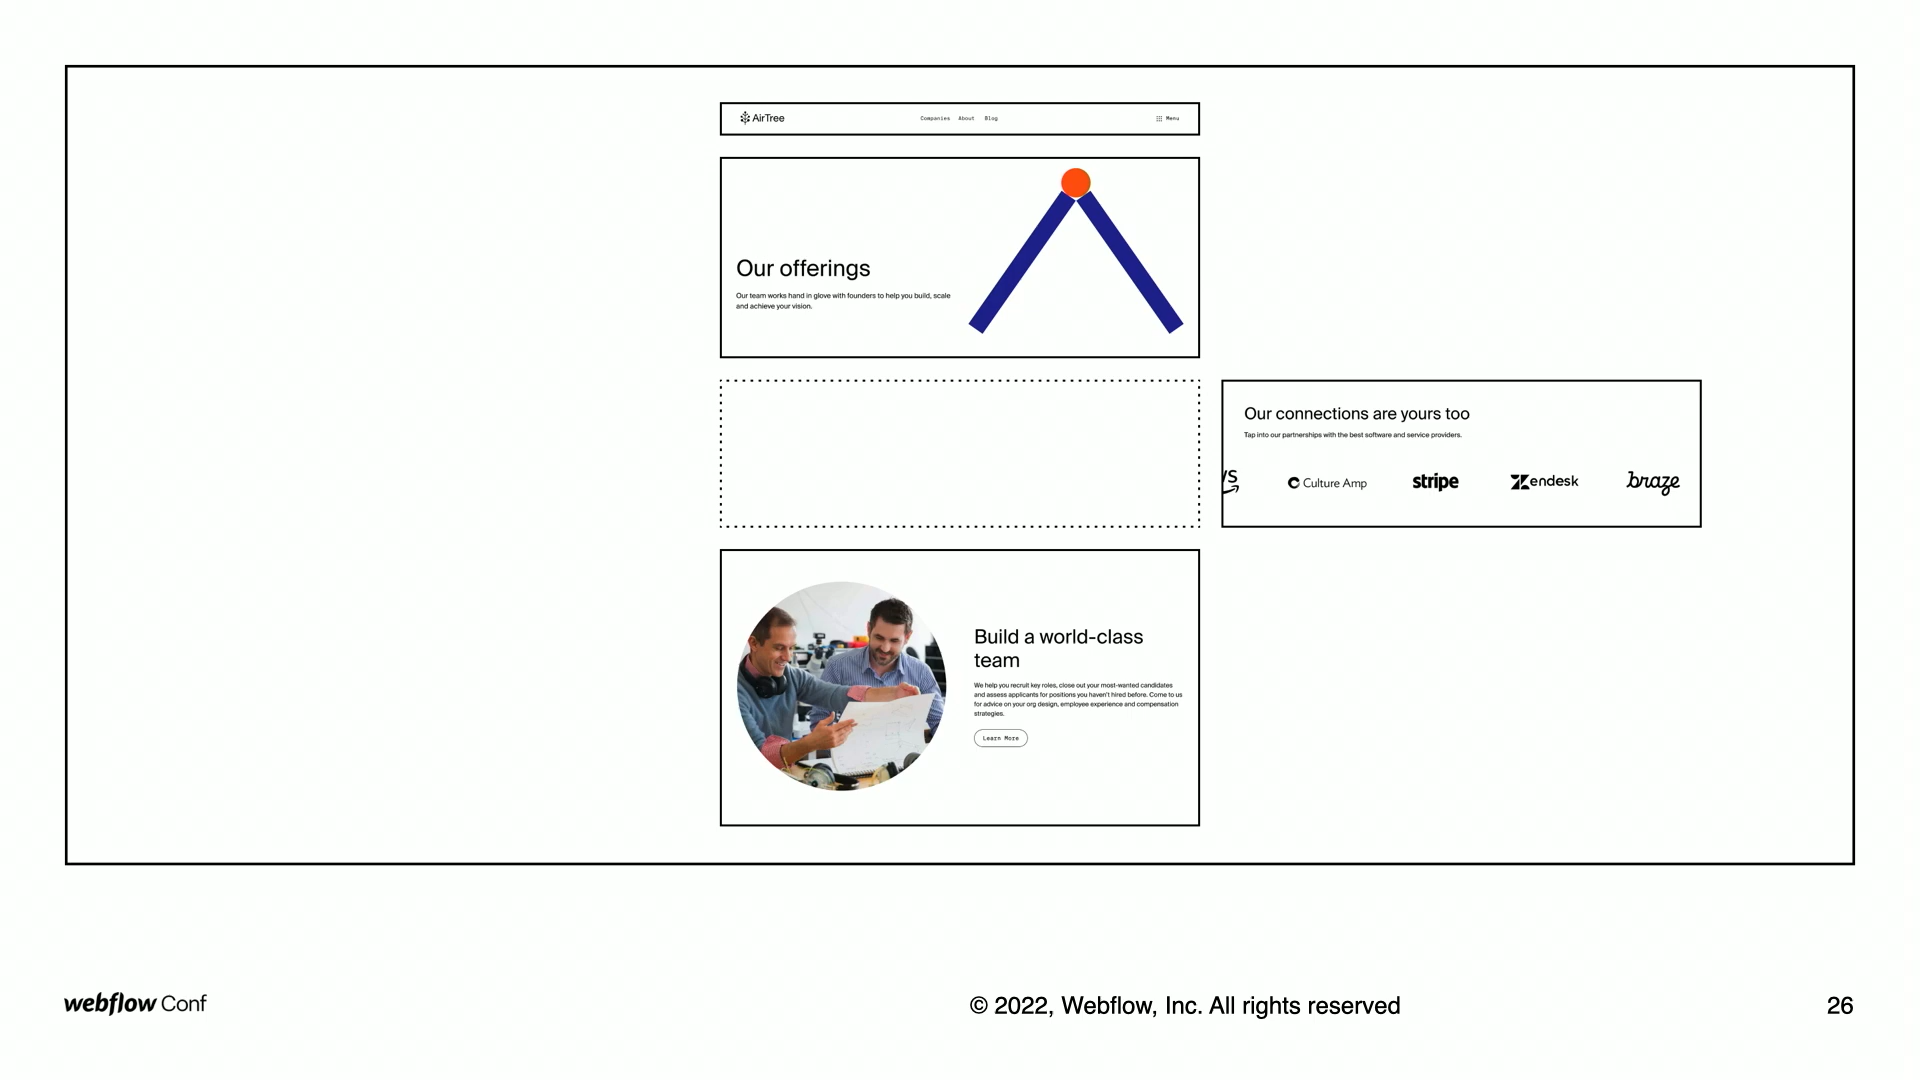 AirTree
Companies About Blog
Menu
Our offerings
Our team works hand in glove with founders to help you build, scale
and achieve your vision.
Our connections are yours too
Tap into our partnerships with the best software and service providers.
Culture Amp
stripe
zendesk
braze
Build a world-class
team
We help you recruit key roles, close out your most-wanted candidates
and assess applicants for positions you haven't hired before. Come to us
for advice on your org design, employee experience and compensation
strategies.
Learn More
webflow Conf
© 2022, Webflow, Inc. All rights reserved
26